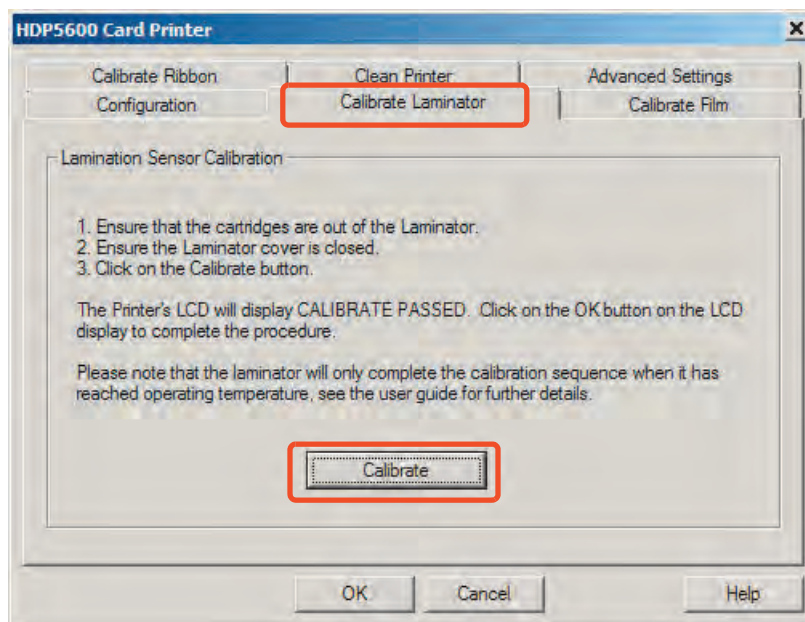 HDP5600 Card Printer
Calibrate Ribbon Clean Printer Advanced Settings
Configuration Calibrate Laminator Calibrate Film
Lamination Sensor Calibration
1. Ensure that the cartridges are out of the Laminator.
2. Ensure the Laminator cover is closed.
3. Click on the Calibrate button.
The Printer's LCD will display CALIBRATE PASSED. Click on the OK button on the LCD
display to complete the procedure.
Please note that the laminator will only complete the calibration sequence when it has
reached operating temperature, see the user guide for further details.
Calibrate
OK Cancel Help